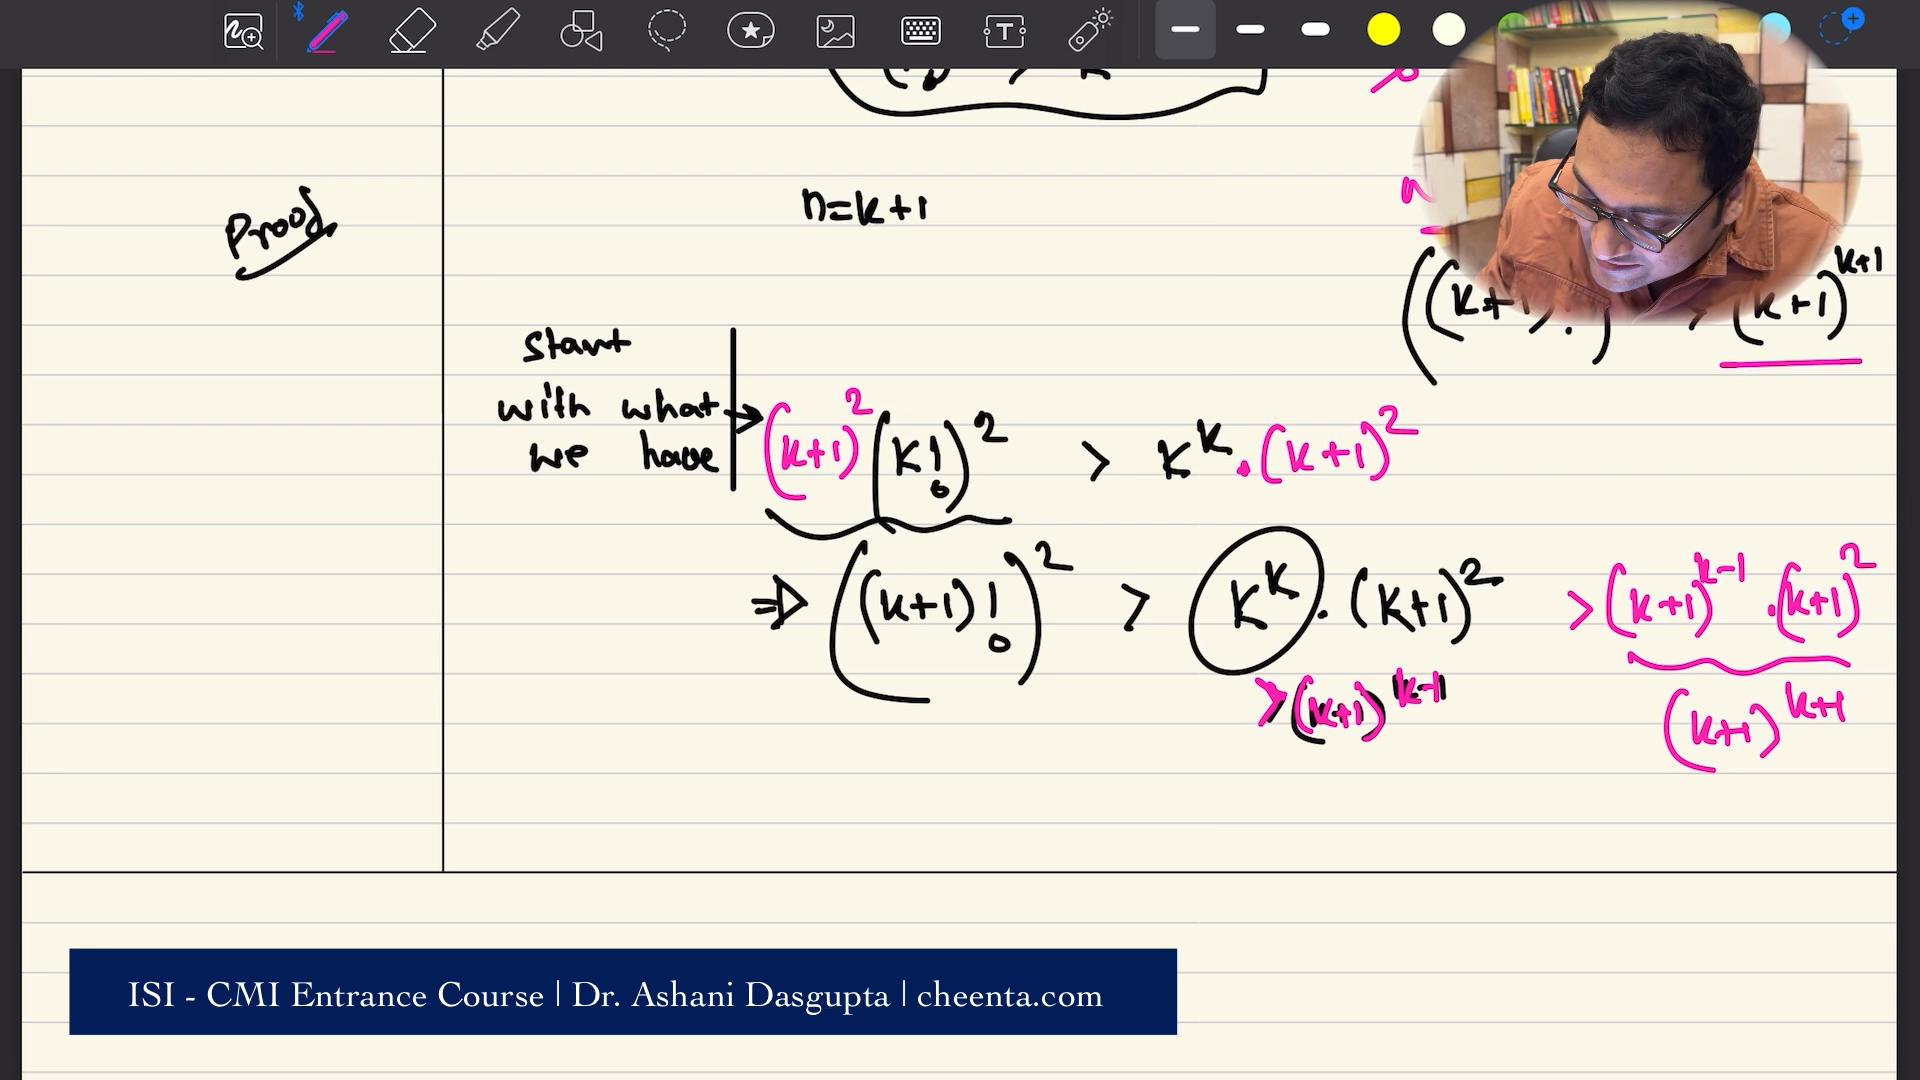 n=k+1
Proof
k+1
((k+ ! ) > (k+1)
start
with what
we have
(k+1)² (k!)² > k^k . (k+1)²
⇒ ((k+1)!)² > k^k . (k+1)² > (k+1)^k-1 . (k+1)²
>(k+1)^k-1
(k+1)^k+1
ISI - CMI Entrance Course | Dr. Ashani Dasgupta | cheenta.com